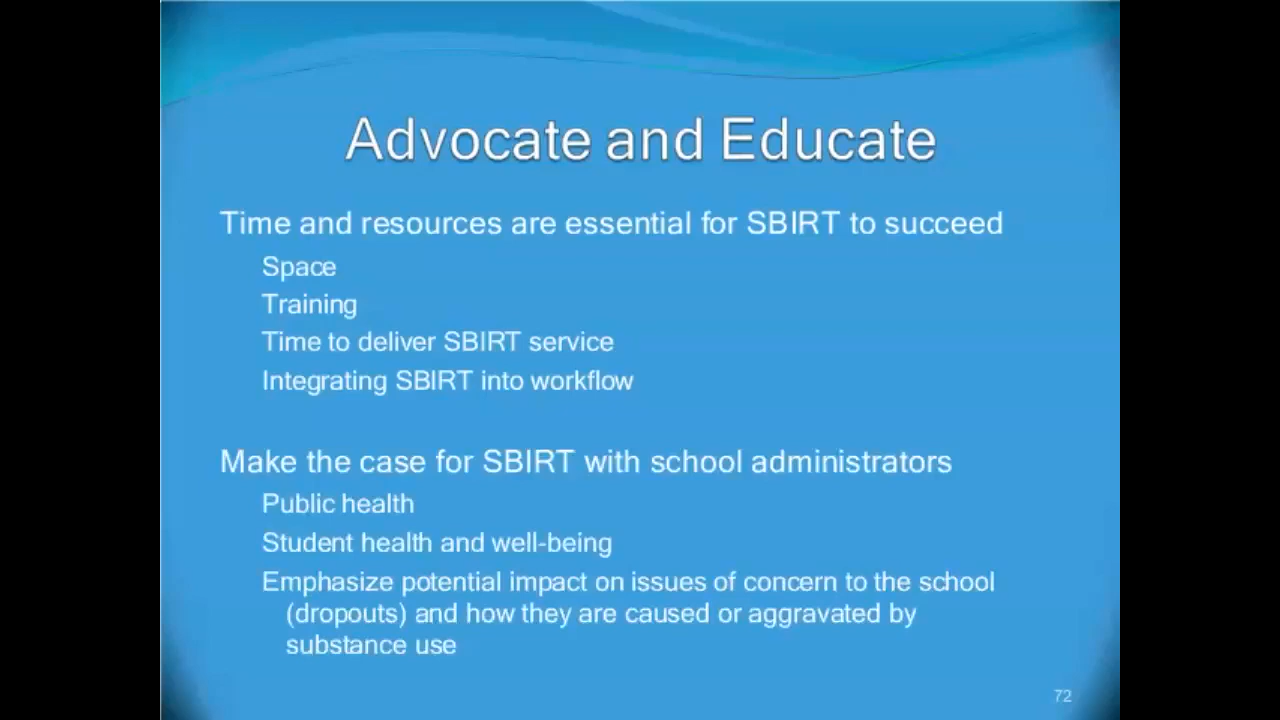 Advocate and Educate
Time and resources are essential for SBIRT to succeed
Space
Training
Time to deliver SBIRT service
Integrating SBIRT into workflow
Make the case for SBIRT with school administrators
Public health
Student health and well-being
Emphasize potential impact on issues of concern to the school
(dropouts) and how they are caused or aggravated by
substance use
72